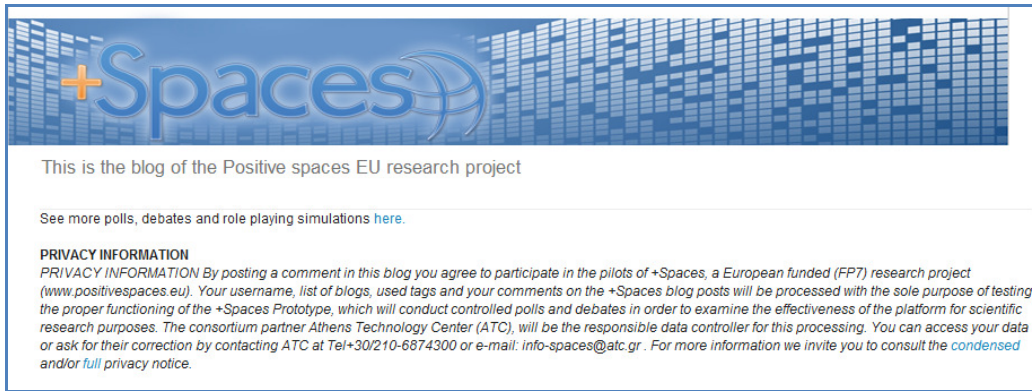 +Spaces
This is the blog of the Positive spaces EU research project
See more polls, debates and role playing simulations here.
PRIVACY INFORMATION
PRIVACY INFORMATION By posting a comment in this blog you agree to participate in the pilots of +Spaces, a European funded (FP7) research project
(www.positivespaces.eu). Your username, list of blogs, used tags and your comments on the +Spaces blog posts will be processed with the sole purpose of testing
the proper functioning of the +Spaces Prototype, which will conduct controlled polls and debates in order to examine the effectiveness of the platform for scientific
research purposes. The consortium partner Athens Technology Center (ATC), will be the responsible data controller for this processing. You can access your data
or ask for their correction by contacting ATC at Tel+30/210-6874300 or e-mail: info-spaces@atc.gr . For more information we invite you to consult the condensed
and/or full privacy notice.